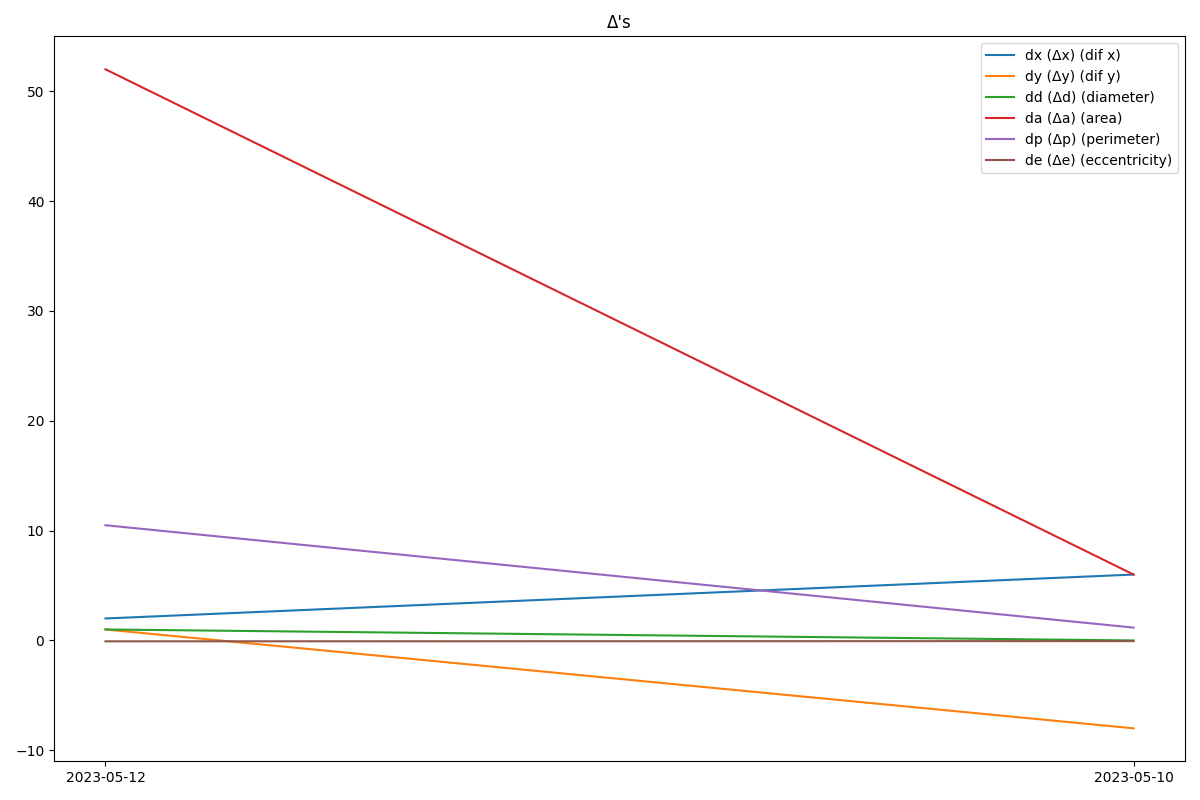 Δ's
dx (Δx) (dif x)
dy (Δy) (dif y)
dd (Δd) (diameter)
da (Δa) (area)
dp (Δp) (perimeter)
de (Δe) (eccentricity)
50
40
30
20
10
0
−10
2023-05-12 2023-05-10